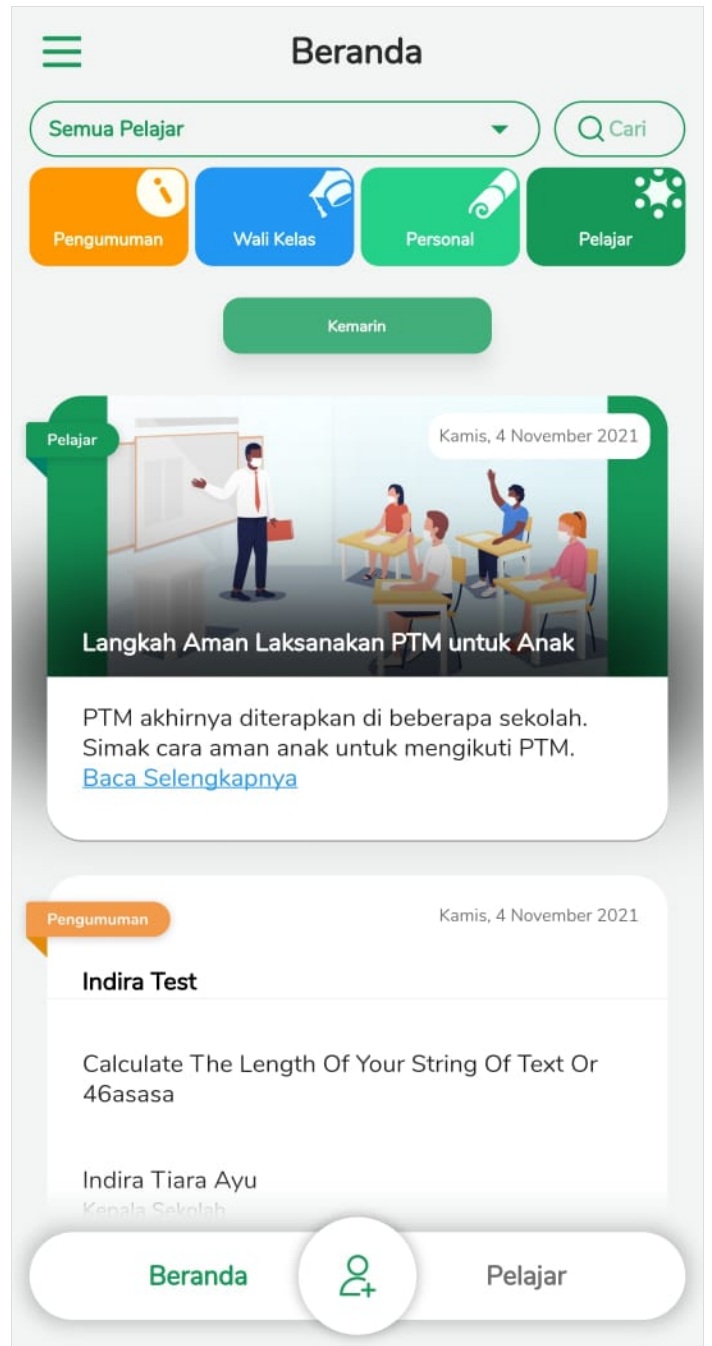 Beranda
Semua Pelajar
Cari
Pengumuman
Wali Kelas
Personal
Pelajar
Kemarin
Pelajar
Kamis, 4 November 2021
Langkah Aman Laksanakan PTM untuk Anak
PTM akhirnya diterapkan di beberapa sekolah.
Simak cara aman anak untuk mengikuti PTM.
Baca Selengkapnya
Pengumuman
Kamis, 4 November 2021
Indira Test
Calculate The Length Of Your String Of Text Or
46asasa
Indira Tiara Ayu
Kepala Sekolah
Beranda
Pelajar